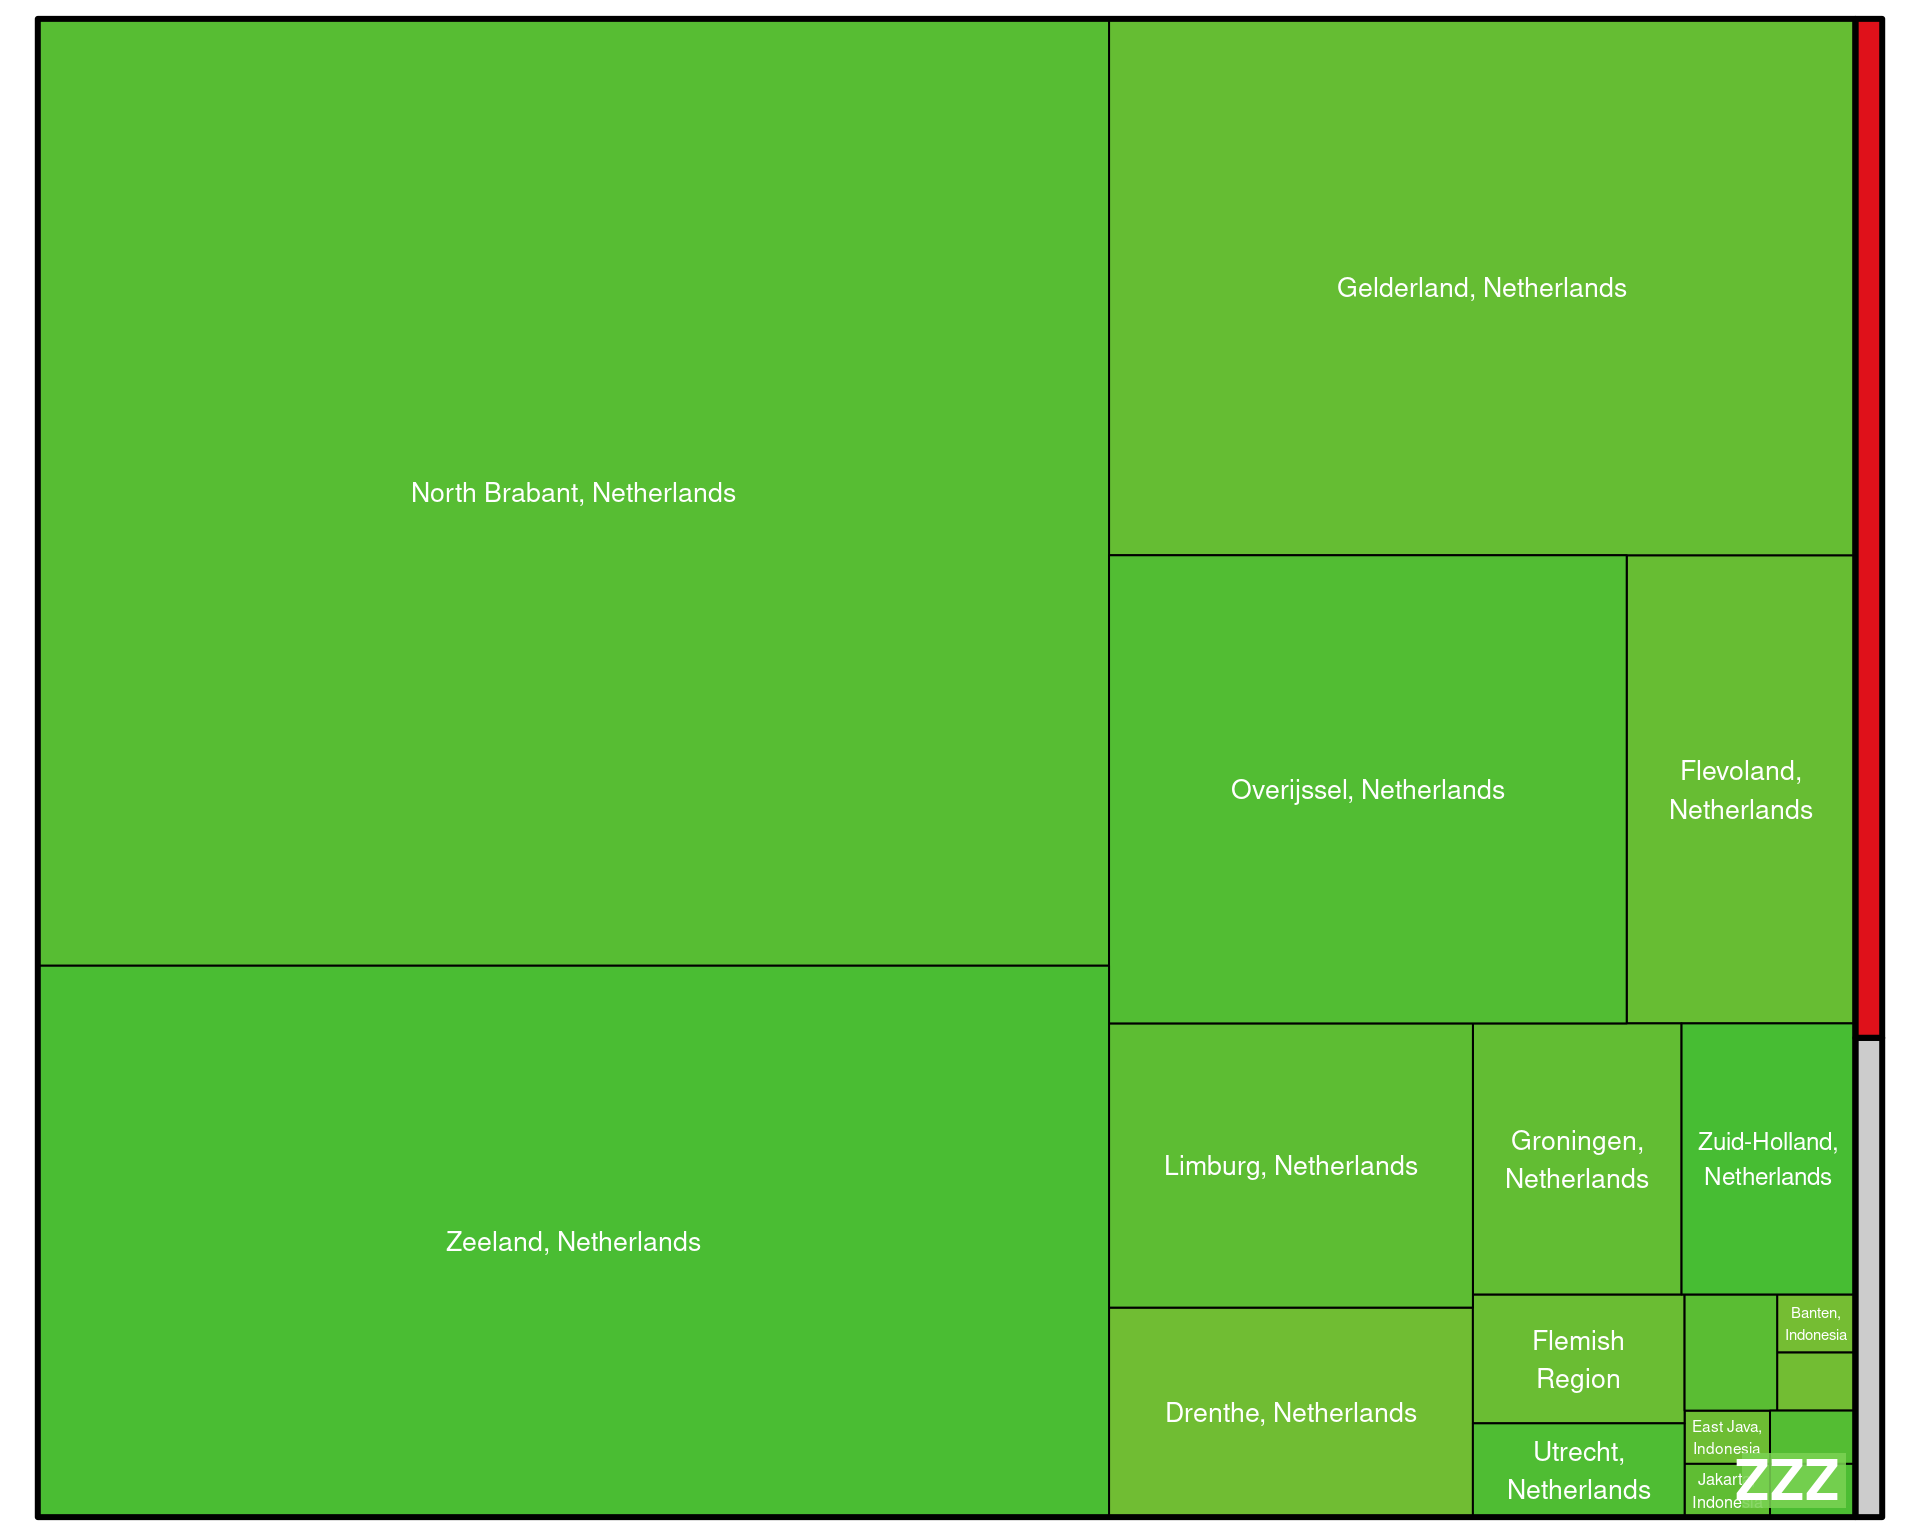 North Brabant, Netherlands
Gelderland, Netherlands
Overijssel, Netherlands
Flevoland,
Netherlands
Zeeland, Netherlands
Limburg, Netherlands
Groningen,
Netherlands
Zuid-Holland,
Netherlands
Drenthe, Netherlands
Flemish
Region
Utrecht,
Netherlands
Banten,
Indonesia
East Java,
Indonesia
ZZZ